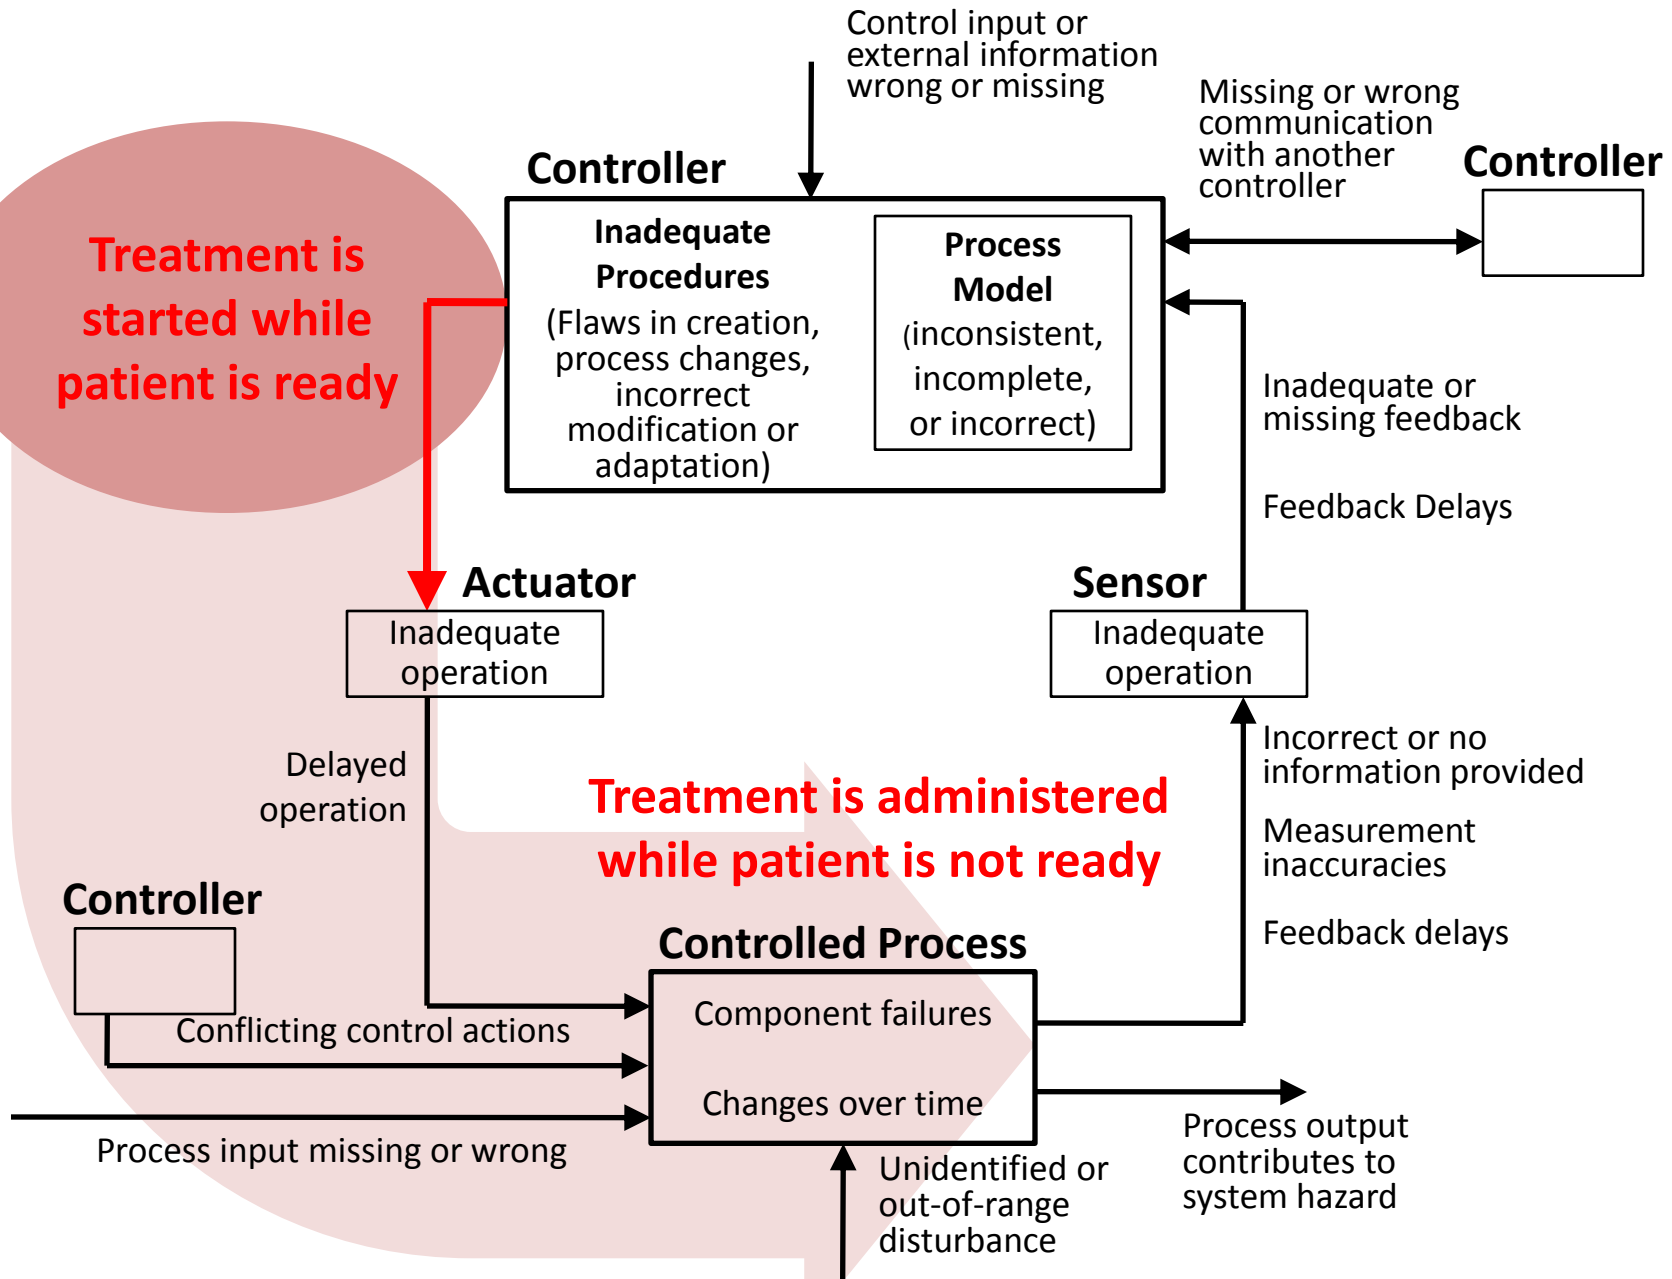 Control input or
external information
wrong or missing
Missing or wrong
communication
with another
controller
Controller
Controller
Treatment is
started while
patient is ready
Inadequate
Procedures
(Flaws in creation,
process changes,
incorrect
modification or
adaptation)
Process
Model
(inconsistent,
incomplete,
or incorrect)
Inadequate or
missing feedback
Feedback Delays
Actuator
Inadequate
operation
Sensor
Inadequate
operation
Delayed
operation
Treatment is administered
while patient is not ready
Incorrect or no
information provided
Measurement
inaccuracies
Feedback delays
Controller
Conflicting control actions
Process input missing or wrong
Controlled Process
Component failures
Changes over time
Unidentified or
out-of-range
disturbance
Process output
contributes to
system hazard